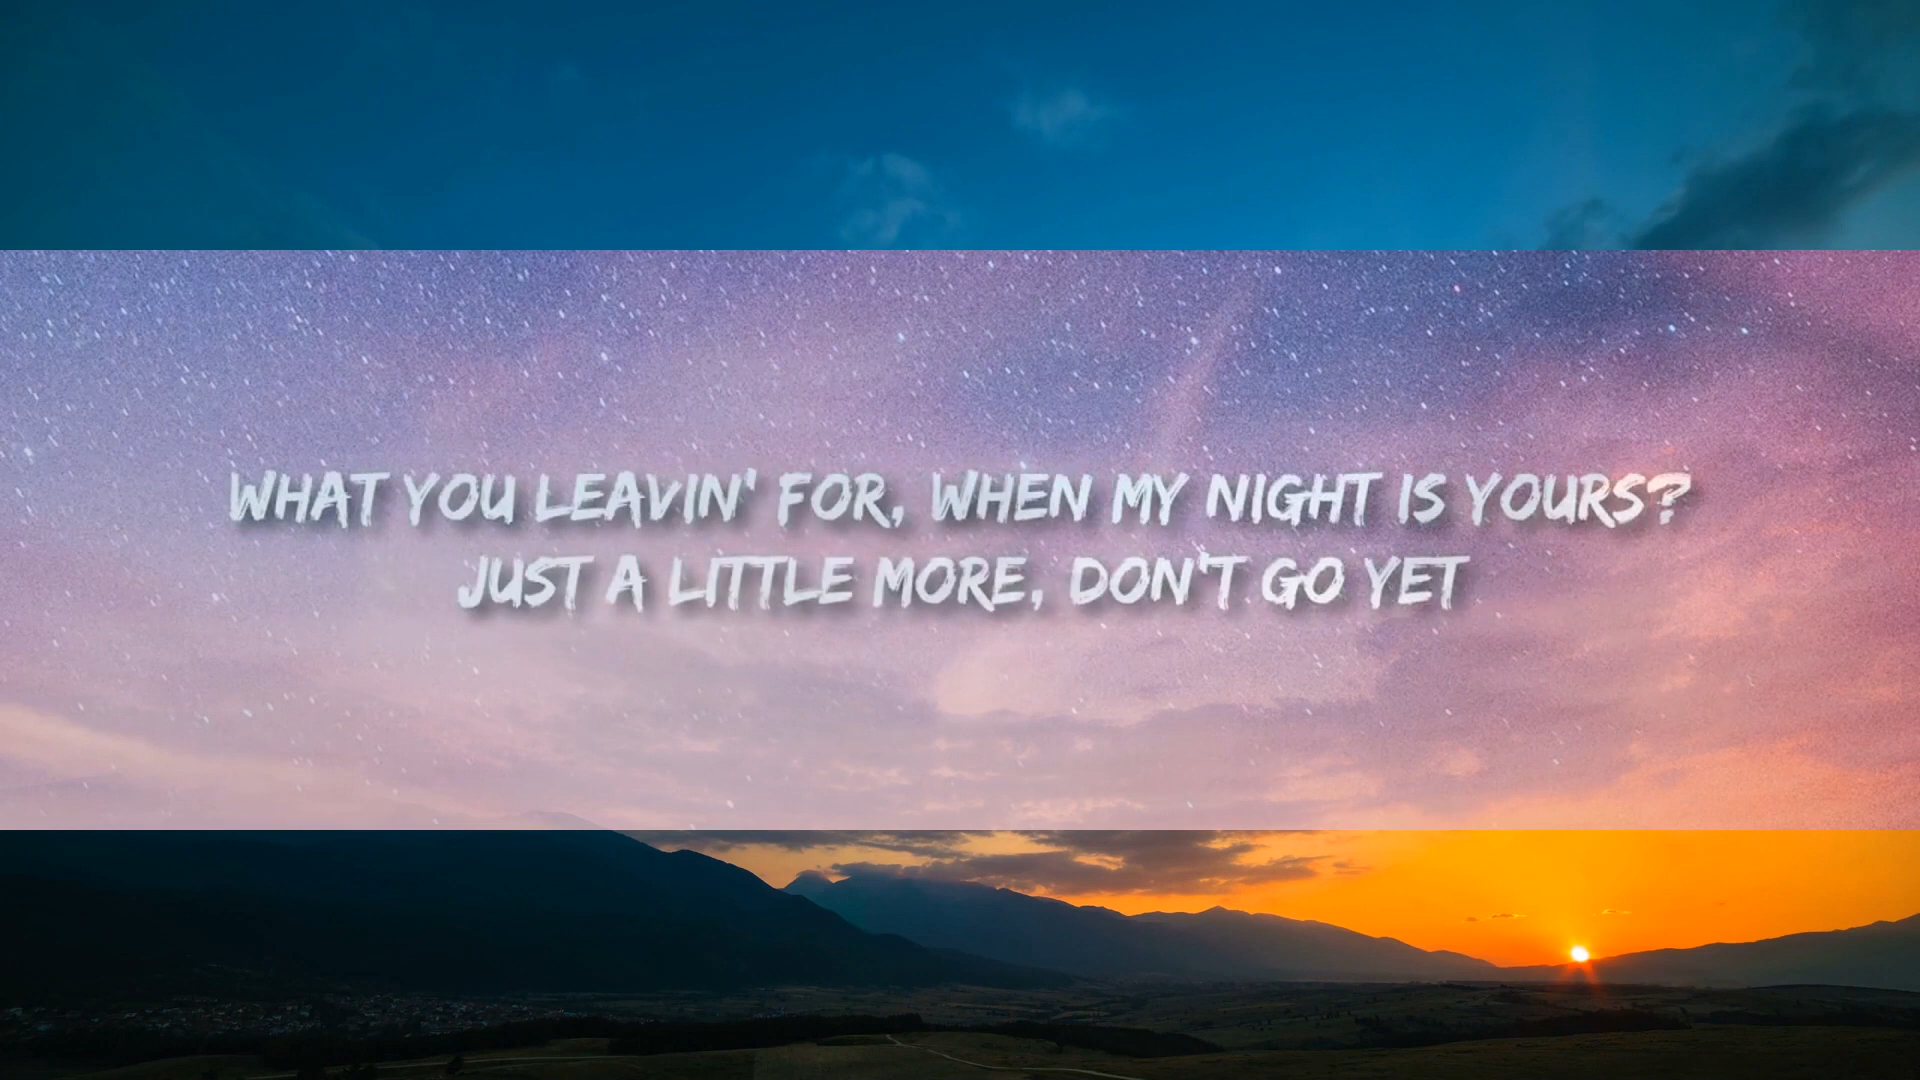 WHAT YOU LEAVIN' FOR, WHEN MY NIGHT IS YOURS?
JUST A LITTLE MORE, DON'T GO YET